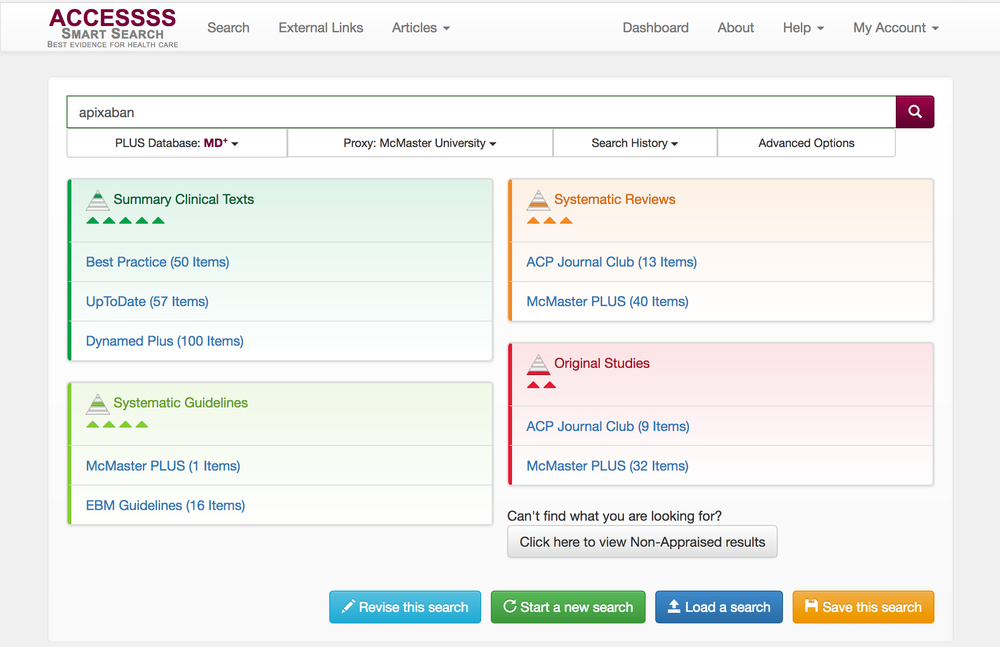 ACCESSSS
SMART SEARCH
BEST EVIDENCE FOR HEALTH CARE
Search
External Links
Articles
Dashboard
About
Help
My Account
apixaban
PLUS Database: MD+
Proxy: McMaster University
Search History
Advanced Options
Summary Clinical Texts
Best Practice (50 Items)
UpToDate (57 Items)
Dynamed Plus (100 Items)
Systematic Guidelines
McMaster PLUS (1 Items)
EBM Guidelines (16 Items)
Systematic Reviews
ACP Journal Club (13 Items)
McMaster PLUS (40 Items)
Original Studies
ACP Journal Club (9 Items)
McMaster PLUS (32 Items)
Can't find what you are looking for?
Click here to view Non-Appraised results
Revise this search
Start a new search
Load a search
Save this search